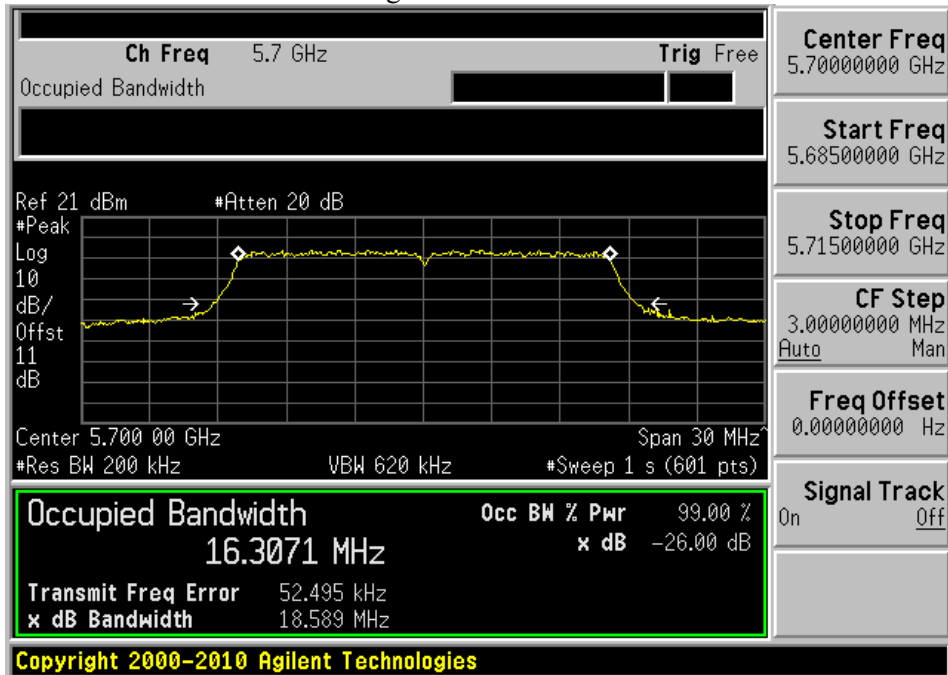 Ch Freq 5.7 GHz Trig Free
Occupied Bandwidth
Ref 21 dBm #Atten 20 dB
#Peak
Log
10
dB/
Offst
11
dB
Center 5.700 00 GHz Span 30 MHz^
#Res BW 200 kHz VBW 620 kHz #Sweep 1 s (601 pts)
Occupied Bandwidth Occ BW % Pwr 99.00 %
16.3071 MHz x dB -26.00 dB
Transmit Freq Error 52.495 kHz
x dB Bandwidth 18.589 MHz
Copyright 2000-2010 Agilent Technologies
Center Freq
5.70000000 GHz
Start Freq
5.68500000 GHz
Stop Freq
5.71500000 GHz
CF Step
3.00000000 MHz
Auto Man
Freq Offset
0.00000000 Hz
Signal Track
On Off